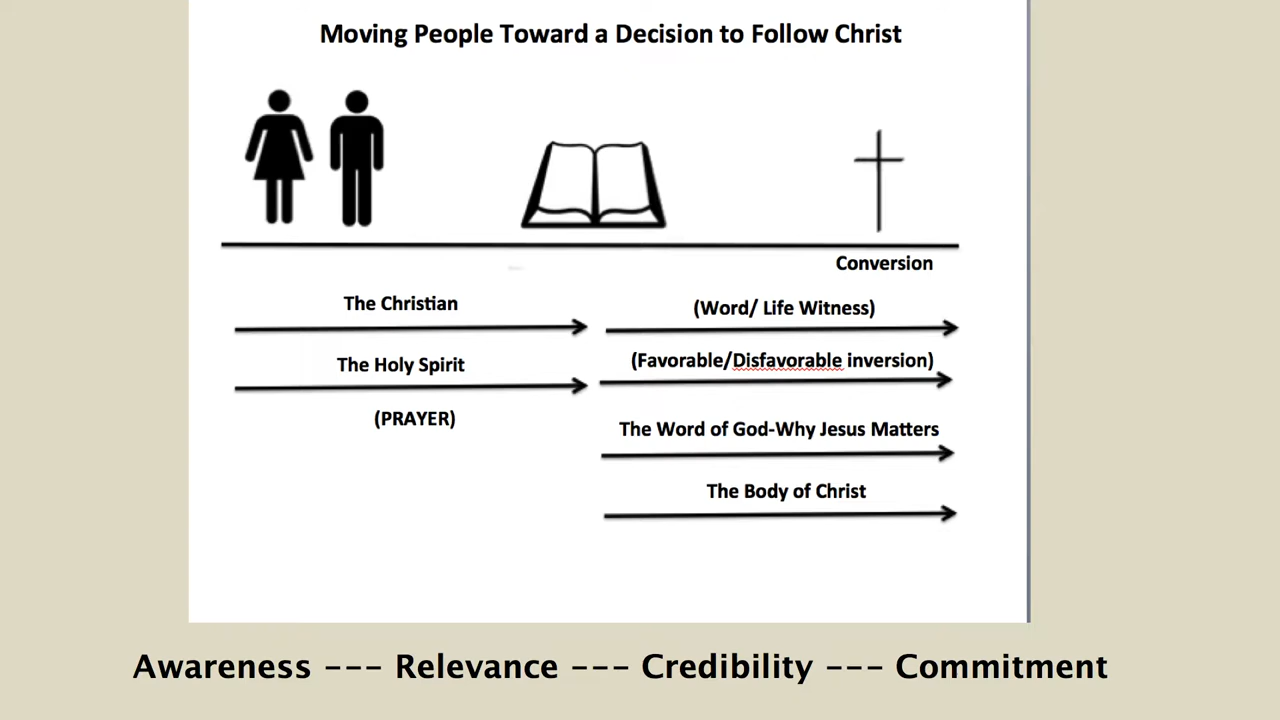 Moving People Toward a Decision to Follow Christ
Conversion
The Christian
(Word/ Life Witness)
The Holy Spirit
(Favorable/Disfavorable inversion)
(PRAYER)
The Word of God-Why Jesus Matters
The Body of Christ
Awareness --- Relevance --- Credibility --- Commitment